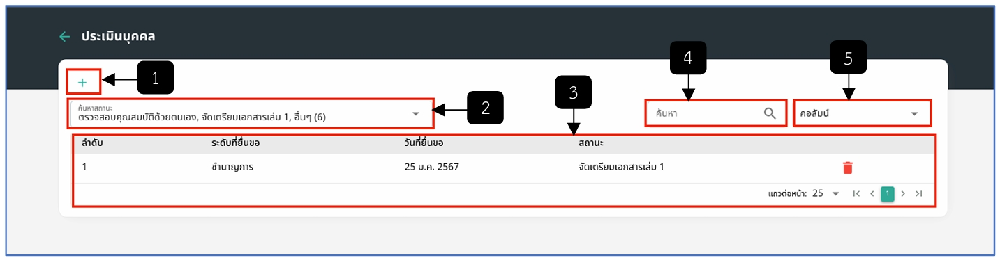 ประเมินบุคคล
1
2
3
4
5
+
ค้นหาสถานะ
ตรวจสอบคุณสมบัติด้วยตนเอง, จัดเตรียมเอกสารเล่ม 1, อื่นๆ (6)
ค้นหา
คอลัมน์
ลำดับ ระดับที่ยื่นขอ วันที่ยื่นขอ สถานะ
1 ชำนาญการ 25 ม.ค. 2567 จัดเตรียมเอกสารเล่ม 1
แถวต่อหน้า: 25 1